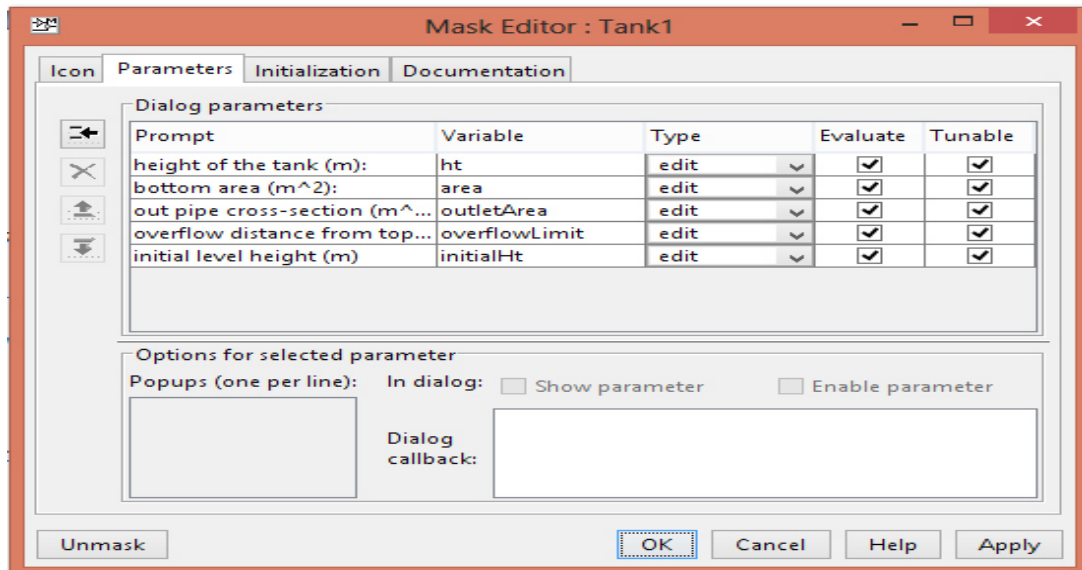 Mask Editor : Tank1
Icon Parameters Initialization Documentation
Dialog parameters
Prompt Variable Type Evaluate Tunable
height of the tank (m): ht edit
bottom area (m^2): area edit
out pipe cross-section (m^... outletArea edit
overflow distance from top... overflowLimit edit
initial level height (m) initialHt edit
Options for selected parameter
Popups (one per line): In dialog: Show parameter Enable parameter
Dialog
callback:
Unmask OK Cancel Help Apply